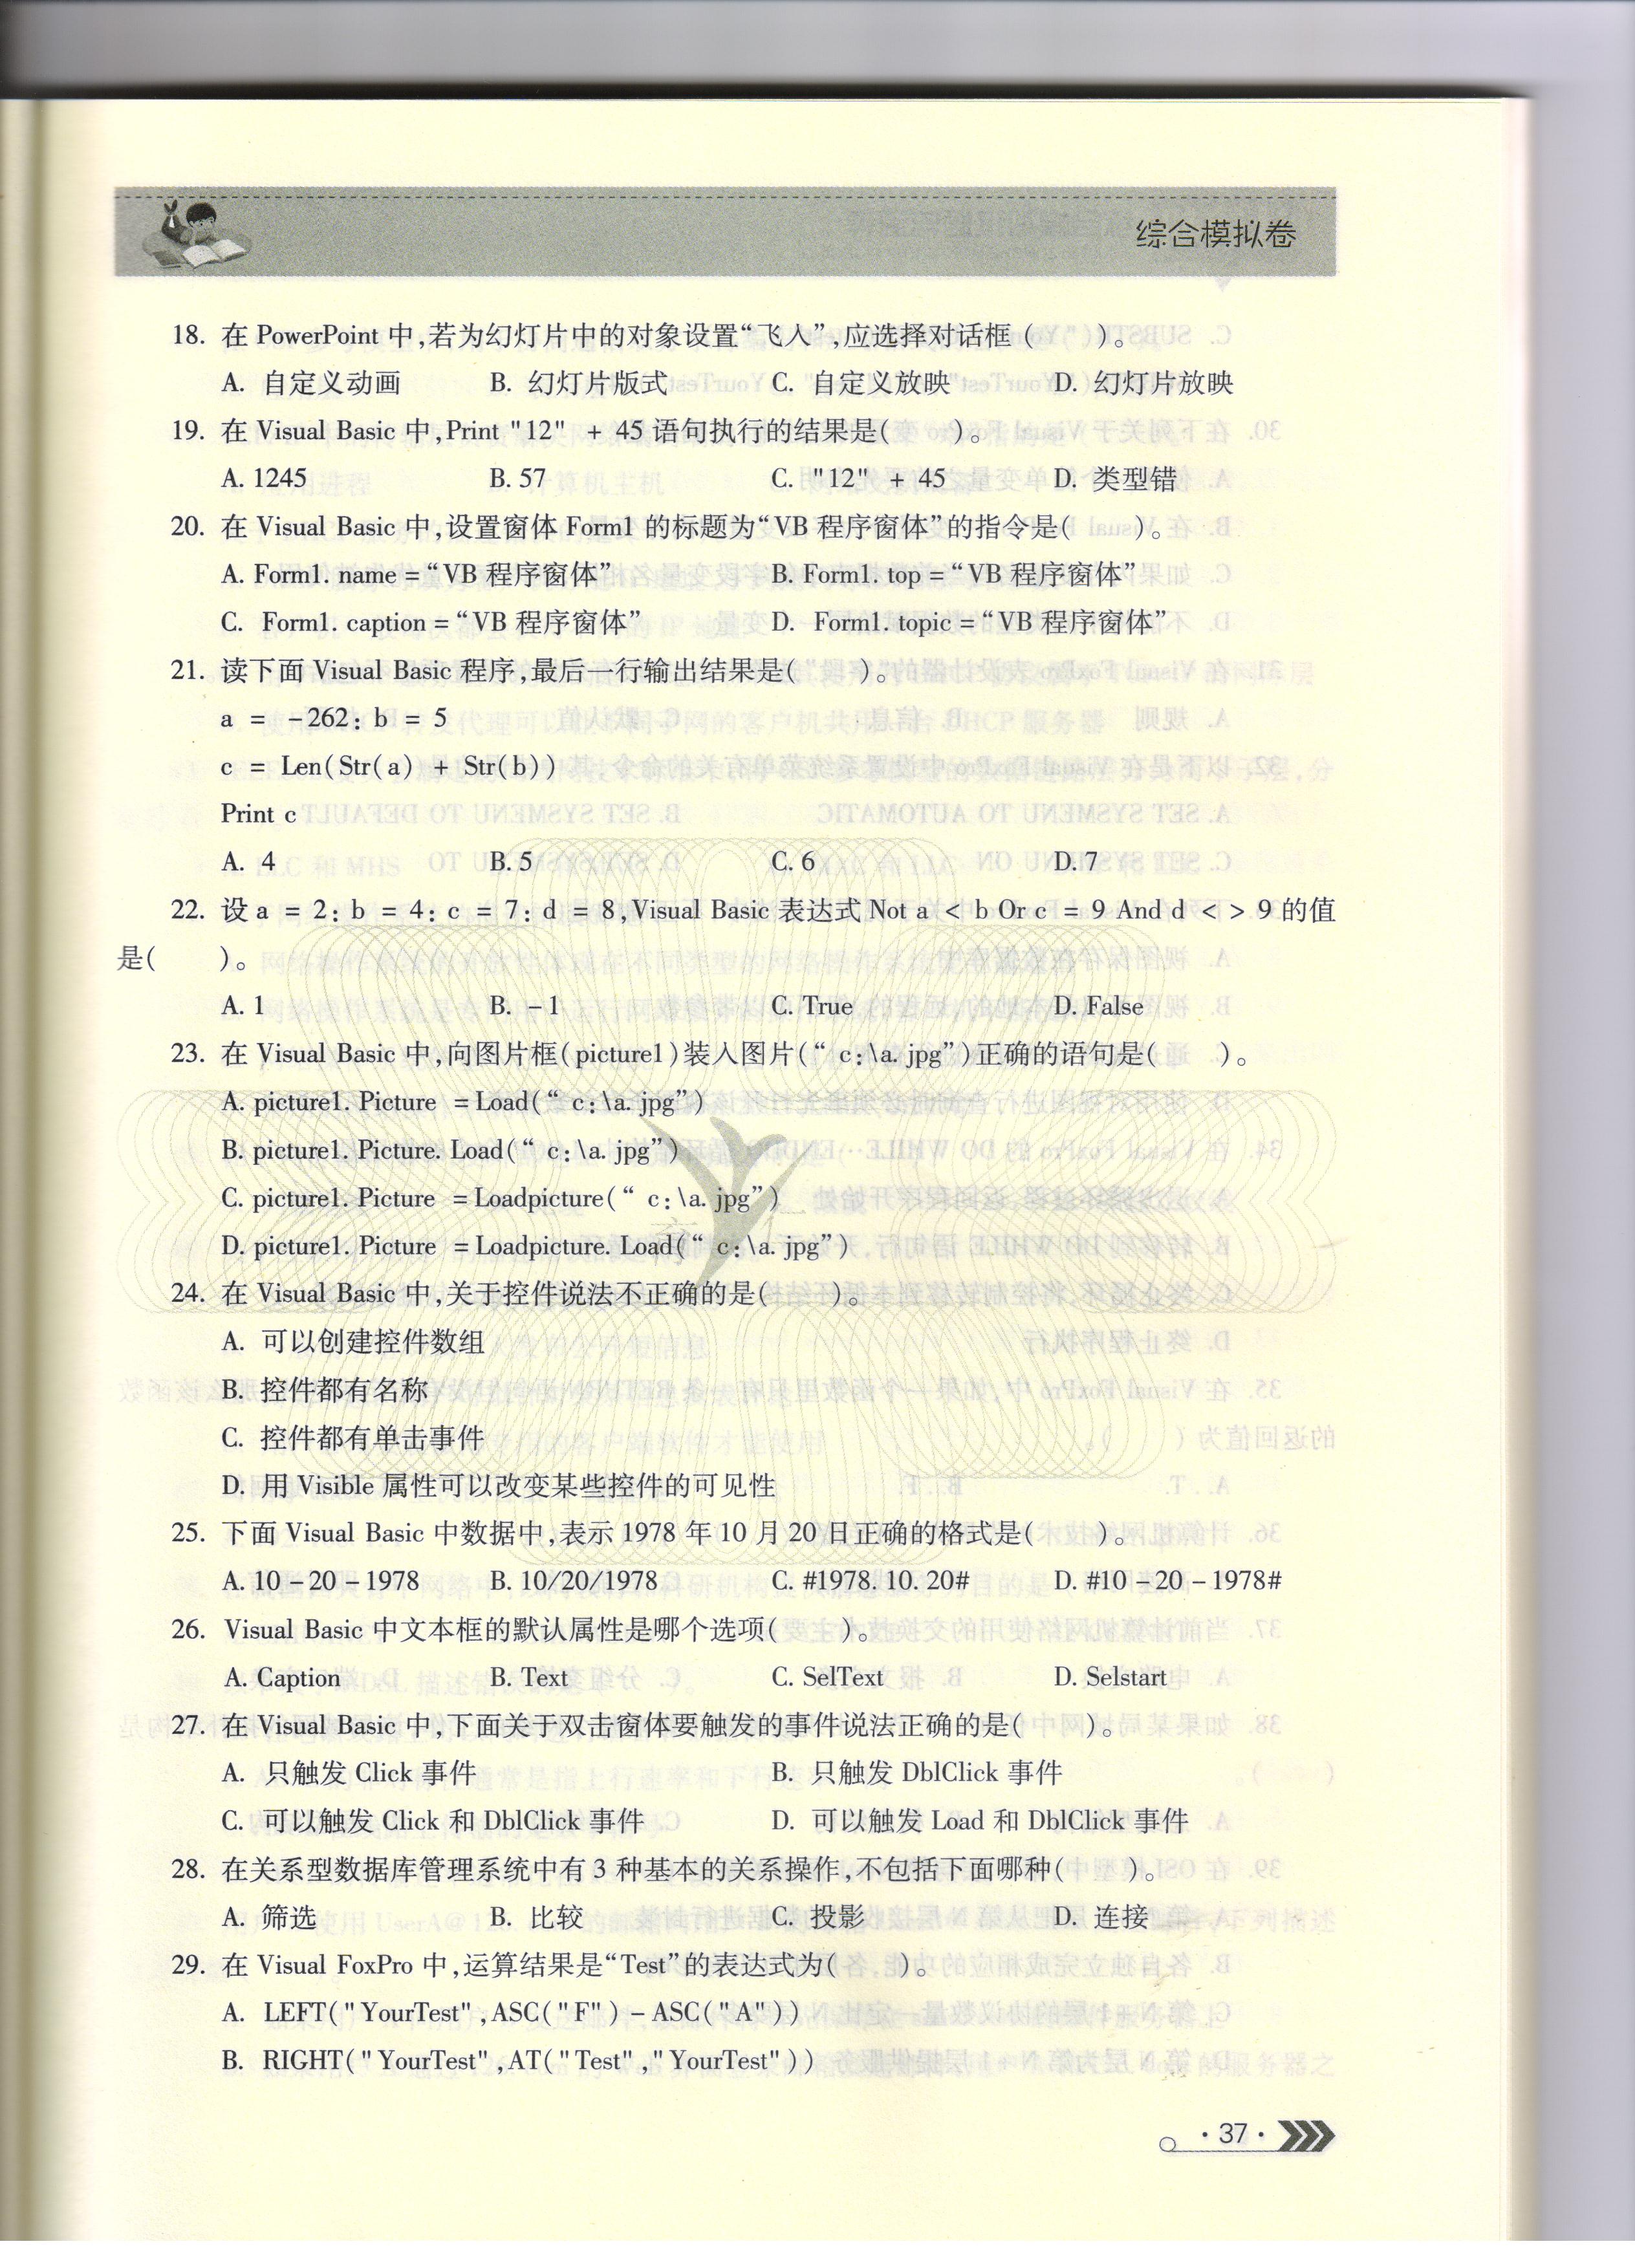 综合模拟卷
18. 在 PowerPoint 中,若为幻灯片中的对象设置“飞人”,应选择对话框 (　　)。
A. 自定义动画　B. 幻灯片版式　C. 自定义放映　D. 幻灯片放映
19. 在 Visual Basic 中,Print "12" + 45 语句执行的结果是(　　)。
A. 1245　B. 57　C. "12" + 45　D. 类型错
20. 在 Visual Basic 中,设置窗体 Form1 的标题为“VB 程序窗体”的指令是(　　)。
A. Form1. name = “VB 程序窗体”　B. Form1. top = “VB 程序窗体”
C. Form1. caption = “VB 程序窗体”　D. Form1. topic = “VB 程序窗体”
21. 读下面 Visual Basic 程序,最后一行输出结果是(　　)。
a = -262: b = 5
c = Len(Str(a) + Str(b))
Print c
A. 4　B. 5　C. 6　D. 7
22. 设 a = 2: b = 4: c = 7: d = 8,Visual Basic 表达式 Not a < b Or c = 9 And d < > 9 的值
是(　　)。
A. 1　B. -1　C. True　D. False
23. 在 Visual Basic 中,向图片框(picture1)装入图片(“ c:\a. jpg”)正确的语句是(　　)。
A. picture1. Picture = Load(“ c:\a. jpg”)
B. picture1. Picture. Load(“ c:\a. jpg”)
C. picture1. Picture = Loadpicture(“ c:\a. jpg”)
D. picture1. Picture = Loadpicture. Load(“ c:\a. jpg”)
24. 在 Visual Basic 中,关于控件说法不正确的是(　　)。
A. 可以创建控件数组
B. 控件都有名称
C. 控件都有单击事件
D. 用 Visible 属性可以改变某些控件的可见性
25. 下面 Visual Basic 中数据中,表示 1978 年 10 月 20 日正确的格式是(　　)。
A. 10 - 20 - 1978　B. 10/20/1978　C. #1978. 10. 20#　D. #10 - 20 - 1978#
26. Visual Basic 中文本框的默认属性是哪个选项(　　)。
A. Caption　B. Text　C. SelText　D. Selstart
27. 在 Visual Basic 中,下面关于双击窗体要触发的事件说法正确的是(　　)。
A. 只触发 Click 事件　B. 只触发 DblClick 事件
C. 可以触发 Click 和 DblClick 事件　D. 可以触发 Load 和 DblClick 事件
28. 在关系型数据库管理系统中有 3 种基本的关系操作,不包括下面哪种(　　)。
A. 筛选　B. 比较　C. 投影　D. 连接
29. 在 Visual FoxPro 中,运算结果是“Test”的表达式为(　　)。
A. LEFT("YourTest",ASC("F") - ASC("A"))
B. RIGHT("YourTest",AT("Test","YourTest"))
· 37 ·